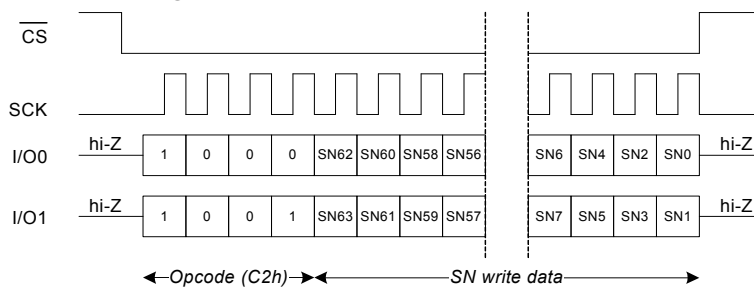 CS
SCK
I/O0 hi-Z 1 0 0 0 SN62 SN60 SN58 SN56 SN6 SN4 SN2 SN0 hi-Z
I/O1 hi-Z 1 0 0 1 SN63 SN61 SN59 SN57 SN7 SN5 SN3 SN1 hi-Z
Opcode (C2h) SN write data